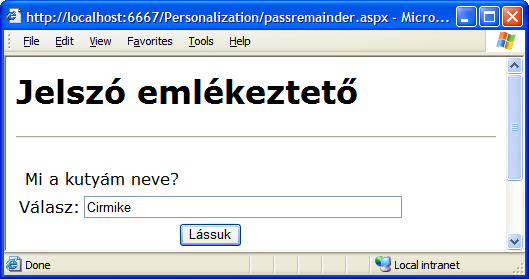 http://localhost:6667/Personalization/passremainder.aspx - Micro...
File Edit View Favorites Tools Help
Jelszó emlékeztető
Mi a kutyám neve?
Válasz: Cirmike
Lássuk
Done Local intranet